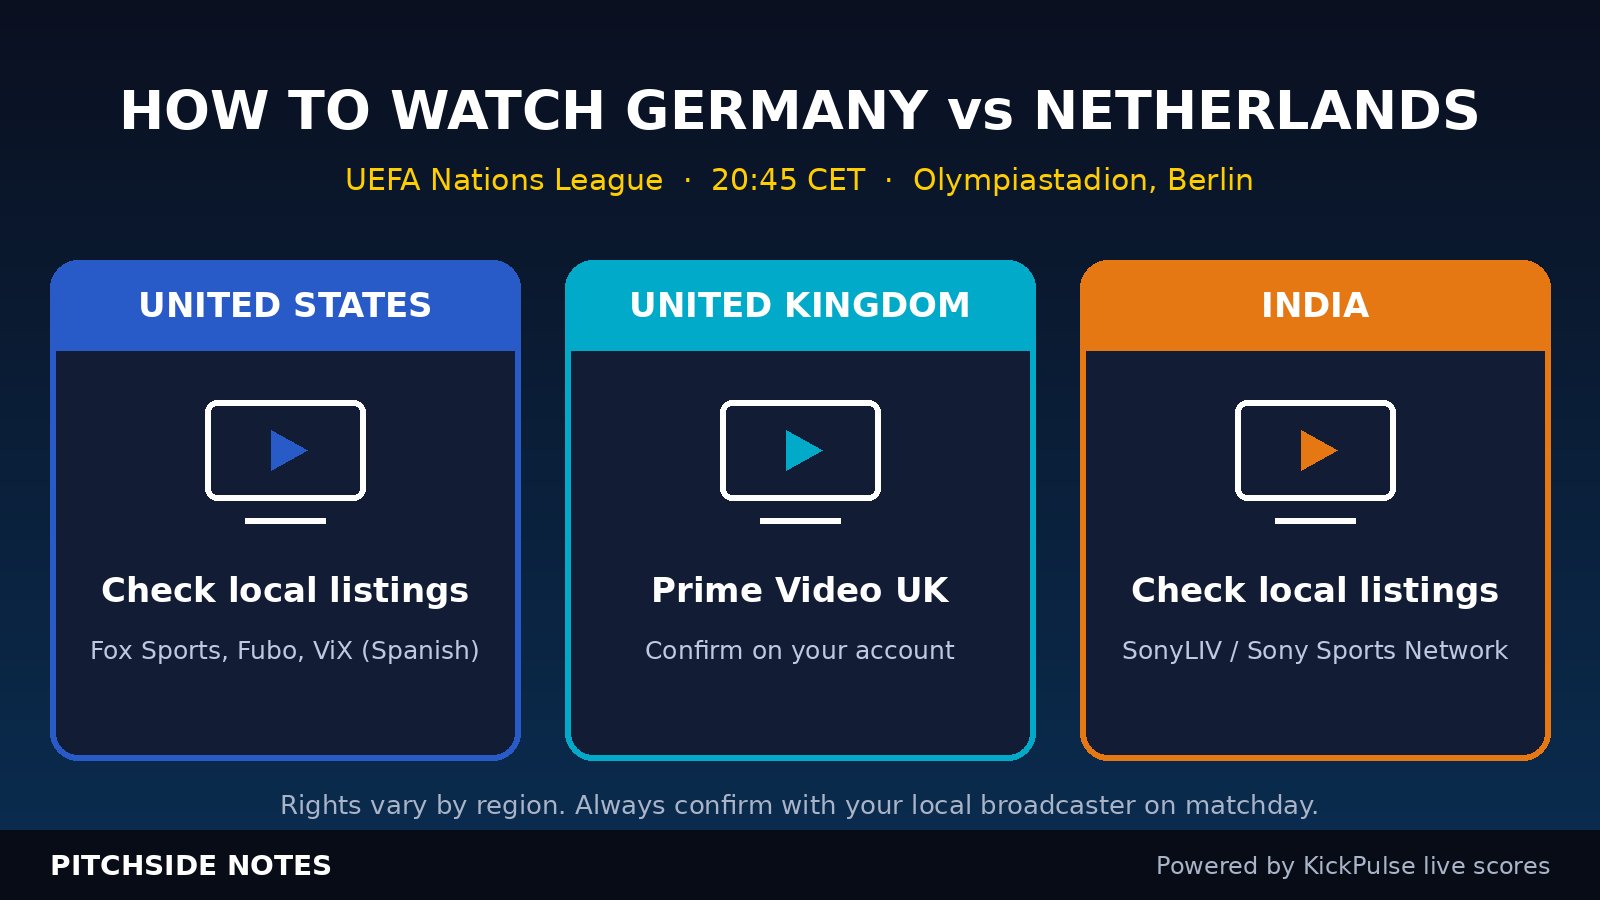 HOW TO WATCH GERMANY vs NETHERLANDS
UEFA Nations League · 20:45 CET · Olympiastadion, Berlin
UNITED STATES
Check local listings
Fox Sports, Fubo, ViX (Spanish)
UNITED KINGDOM
Prime Video UK
Confirm on your account
INDIA
Check local listings
SonyLIV / Sony Sports Network
Rights vary by region. Always confirm with your local broadcaster on matchday.
PITCHSIDE NOTES
Powered by KickPulse live scores